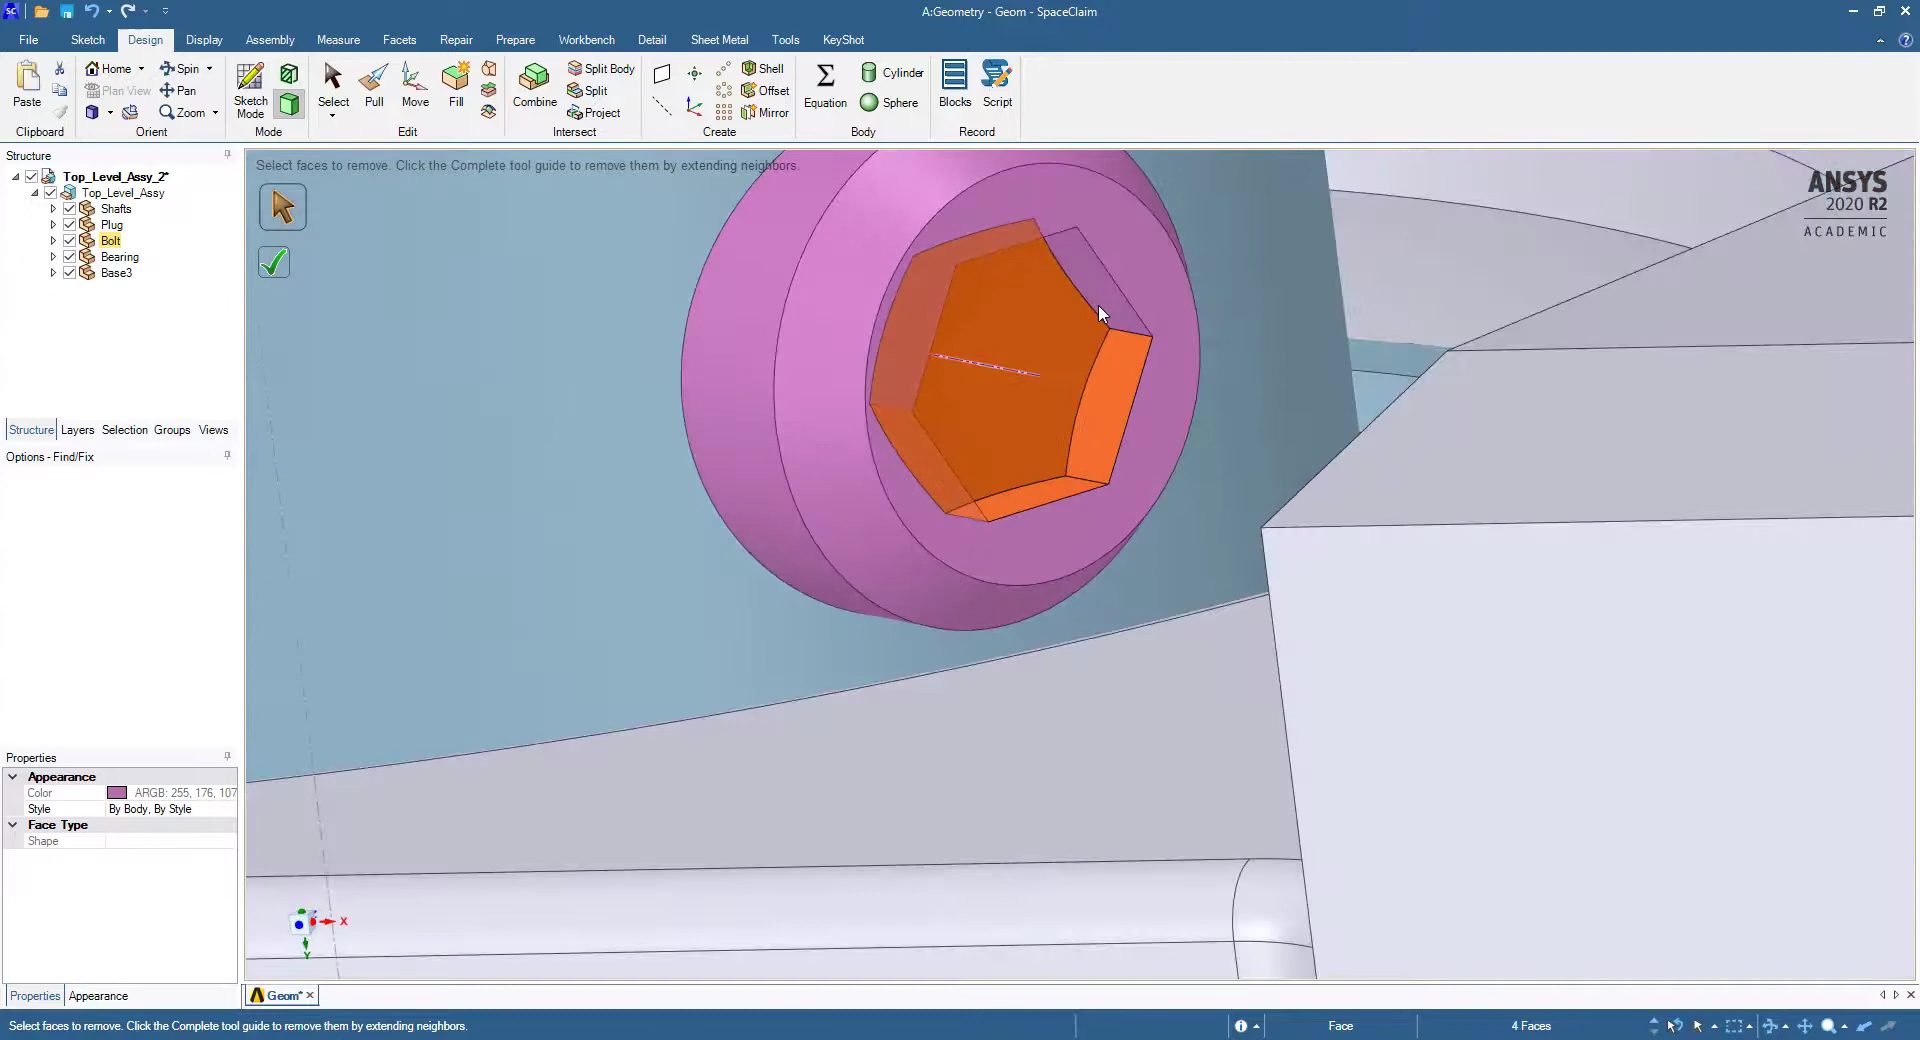 A:Geometry - Geom - SpaceClaim
File Sketch Design Display Assembly Measure Facets Repair Prepare Workbench Detail Sheet Metal Tools KeyShot
Paste
Home
Plan View
Spin
Pan
Zoom
Sketch Mode
Select
Pull
Move
Fill
Combine
Split Body
Split
Project
Shell
Offset
Mirror
Equation
Cylinder
Sphere
Blocks
Script
Clipboard Orient Mode Edit Intersect Create Body Record
Structure
Top_Level_Assy_2*
Top_Level_Assy
Shafts
Plug
Bolt
Bearing
Base3
Structure Layers Selection Groups Views
Options - Find/Fix
Properties
Appearance
Color ARGB: 255, 176, 107
Style By Body, By Style
Face Type
Shape
Properties Appearance
Select faces to remove. Click the Complete tool guide to remove them by extending neighbors.
ANSYS
2020 R2
ACADEMIC
X
Y
Geom*
Select faces to remove. Click the Complete tool guide to remove them by extending neighbors.
Face
4 Faces